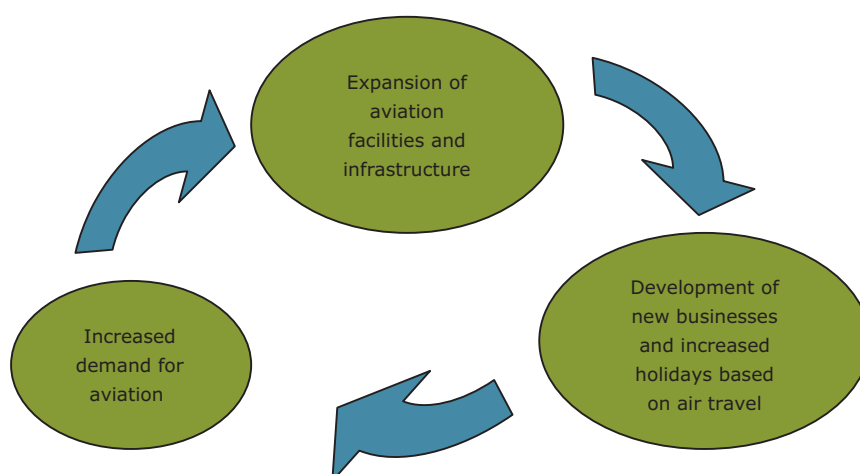 Expansion of
aviation
facilities and
infrastructure
Development of
new businesses
and increased
holidays based
on air travel
Increased
demand for
aviation